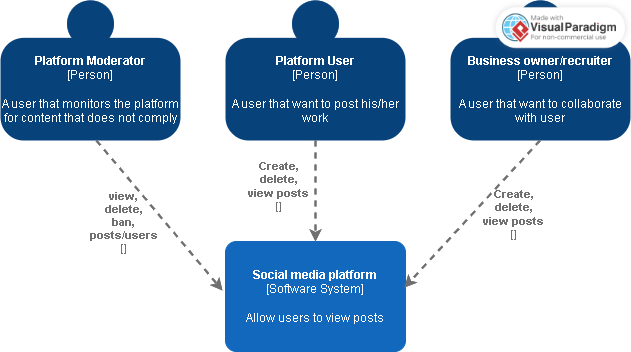 Made with
VisualParadigm
For non-commercial use
Platform Moderator
[Person]
A user that monitors the platform
for content that does not comply
Platform User
[Person]
A user that want to post his/her
work
Business owner/recruiter
[Person]
A user that want to collaborate
with user
view,
delete,
ban,
posts/users
[]
Create,
delete,
view posts
[]
Create,
delete,
view posts
[]
Social media platform
[Software System]
Allow users to view posts